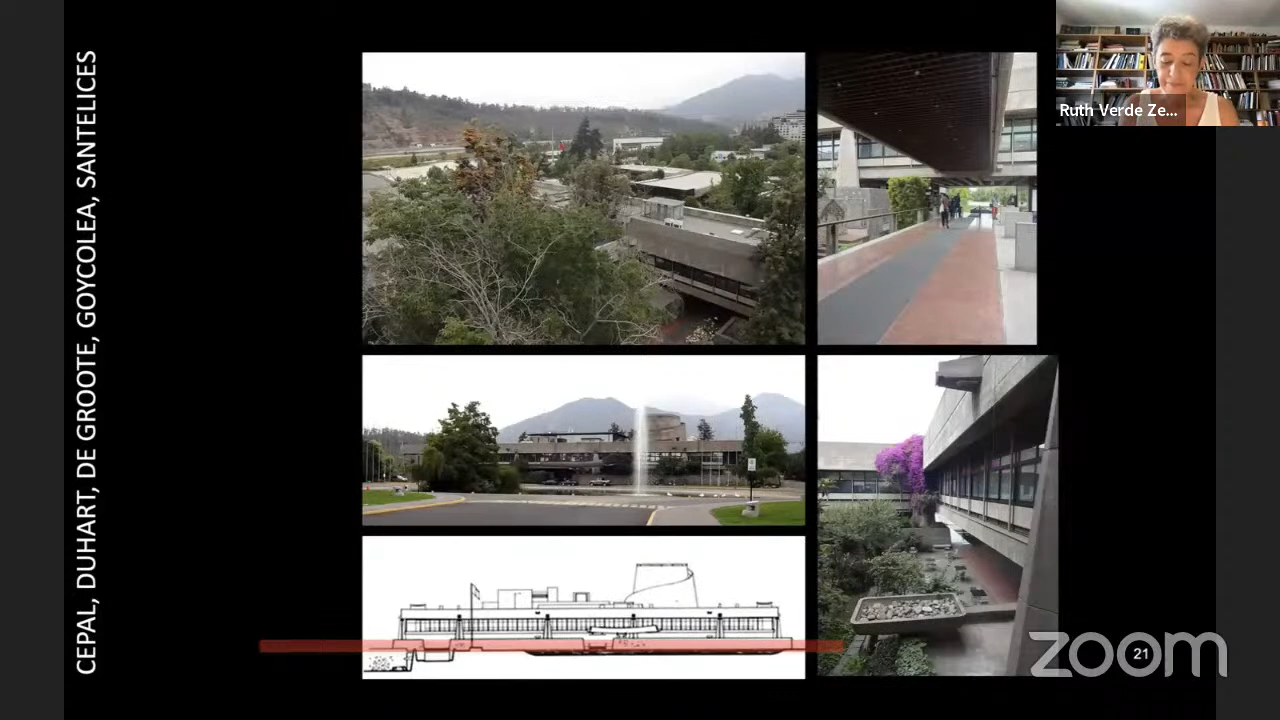 CEPAL, DUHART, DE GROOTE, GOYCOLEA, SANTELICES
Ruth Verde Ze...
zoom
21